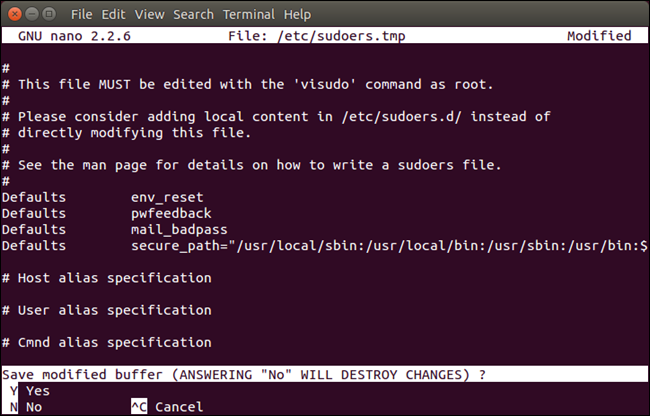 File Edit View Search Terminal Help
GNU nano 2.2.6 File: /etc/sudoers.tmp Modified
#
# This file MUST be edited with the 'visudo' command as root.
#
# Please consider adding local content in /etc/sudoers.d/ instead of
# directly modifying this file.
#
# See the man page for details on how to write a sudoers file.
#
Defaults env_reset
Defaults pwfeedback
Defaults mail_badpass
Defaults secure_path="/usr/local/sbin:/usr/local/bin:/usr/sbin:/usr/bin:$
# Host alias specification
# User alias specification
# Cmnd alias specification
Save modified buffer (ANSWERING "No" WILL DESTROY CHANGES) ?
Y Yes
N No ^C Cancel